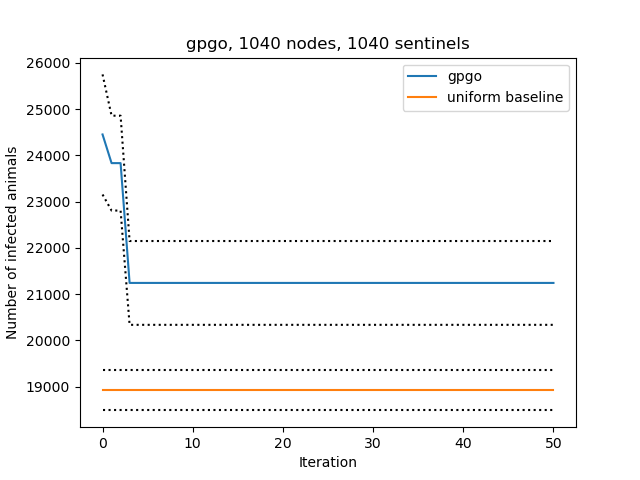 gpgo, 1040 nodes, 1040 sentinels
gpgo
uniform baseline
Number of infected animals
26000
25000
24000
23000
22000
21000
20000
19000
0 10 20 30 40 50
Iteration